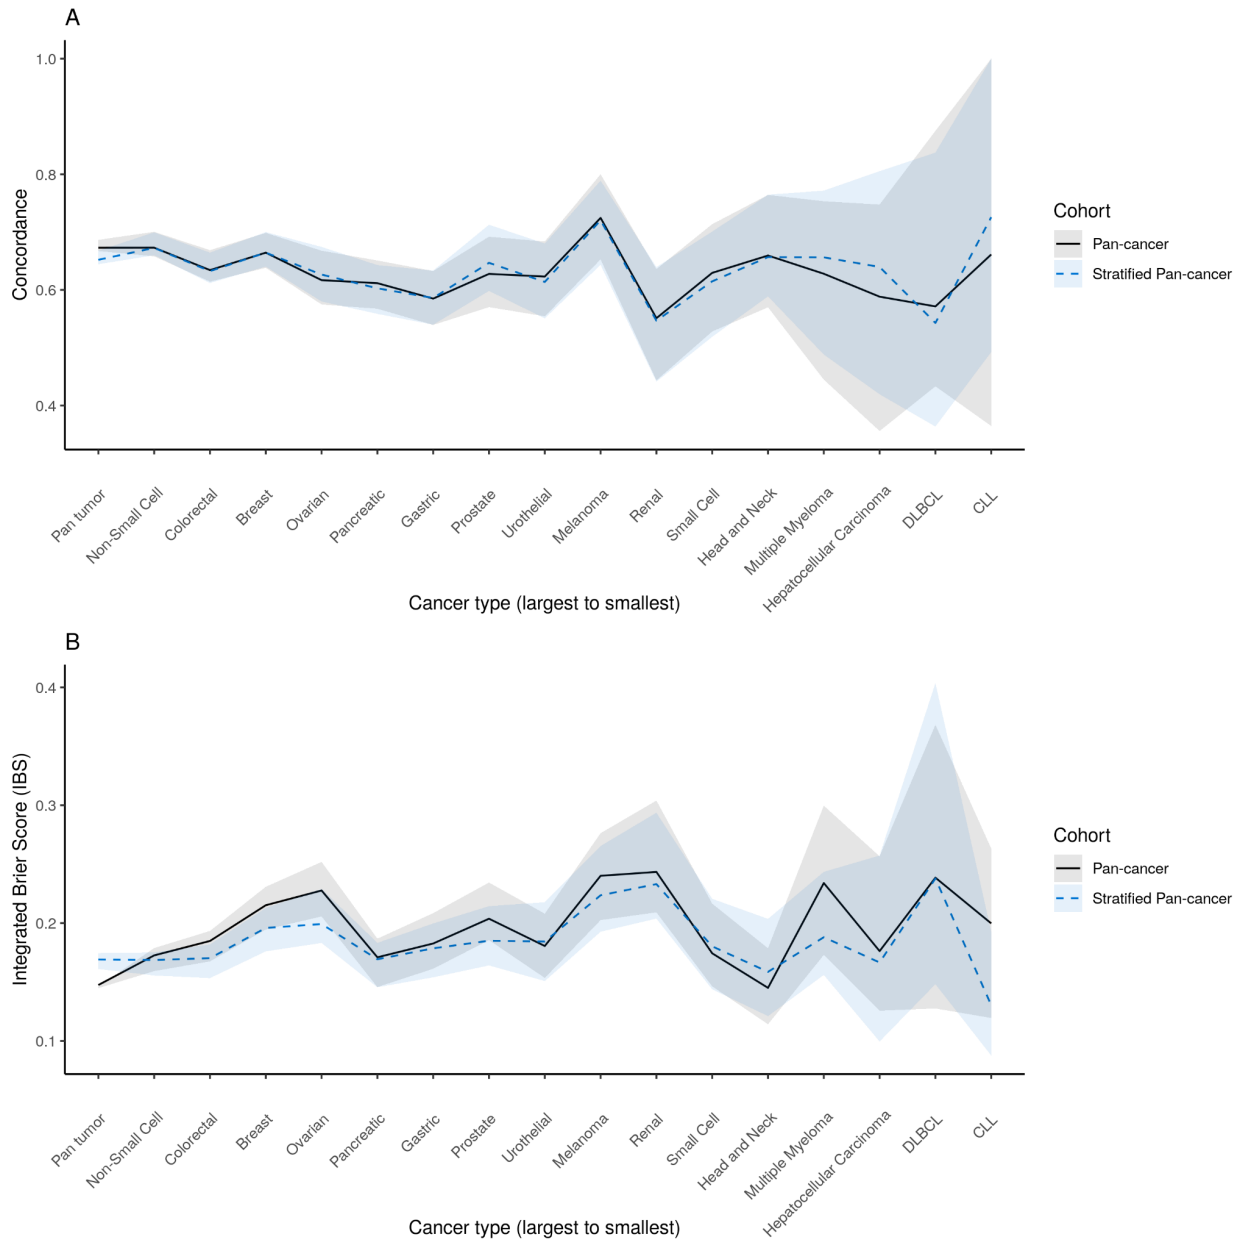 A
1.0
0.8
0.6
0.4
Concordance
Pan tumor
Non-Small Cell
Colorectal
Breast
Ovarian
Pancreatic
Gastric
Prostate
Urothelial
Melanoma
Renal
Small Cell
Head and Neck
Multiple Myeloma
Hepatocellular Carcinoma
DLBCL
CLL
Cancer type (largest to smallest)
Cohort
Pan-cancer
Stratified Pan-cancer
B
0.4
0.3
0.2
0.1
Integrated Brier Score (IBS)
Pan tumor
Non-Small Cell
Colorectal
Breast
Ovarian
Pancreatic
Gastric
Prostate
Urothelial
Melanoma
Renal
Small Cell
Head and Neck
Multiple Myeloma
Hepatocellular Carcinoma
DLBCL
CLL
Cancer type (largest to smallest)
Cohort
Pan-cancer
Stratified Pan-cancer